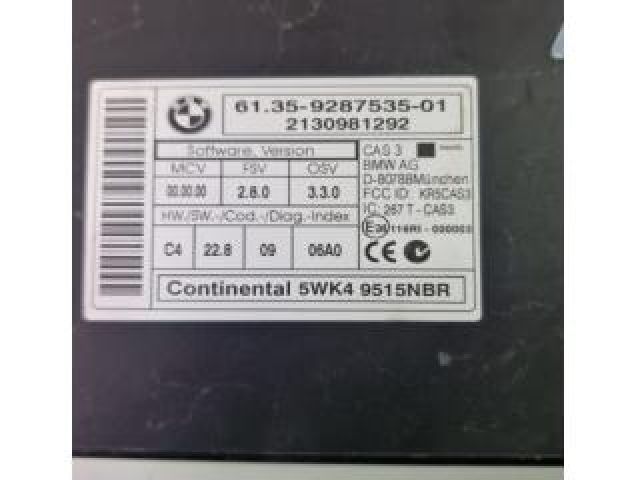 BMW
61.35-9287535-01
2130981292
Software, Version
MCV FSV OSV
00.00.00 2.8.0 3.3.0
HW./SW.-/Cod.-/Diag.-Index
C4 22.8 09 06A0
CAS 3
BMW AG
D-80788München
FCC ID: KR5CAS3
IC: 267 T - CAS3
CE
Continental 5WK4 9515NBR